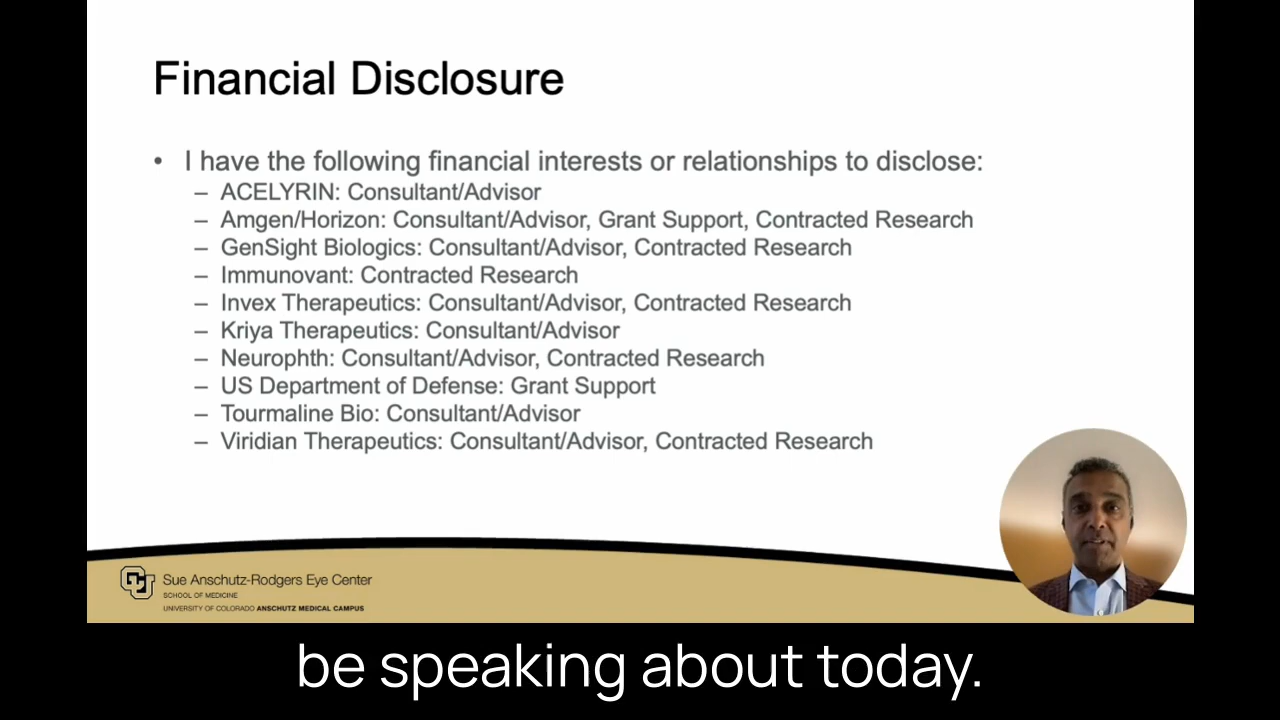 Financial Disclosure
• I have the following financial interests or relationships to disclose:
– ACELYRIN: Consultant/Advisor
– Amgen/Horizon: Consultant/Advisor, Grant Support, Contracted Research
– GenSight Biologics: Consultant/Advisor, Contracted Research
– Immunovant: Contracted Research
– Invex Therapeutics: Consultant/Advisor, Contracted Research
– Kriya Therapeutics: Consultant/Advisor
– Neurophth: Consultant/Advisor, Contracted Research
– US Department of Defense: Grant Support
– Tourmaline Bio: Consultant/Advisor
– Viridian Therapeutics: Consultant/Advisor, Contracted Research
CU
Sue Anschutz-Rodgers Eye Center
SCHOOL OF MEDICINE
UNIVERSITY OF COLORADO ANSCHUTZ MEDICAL CAMPUS
be speaking about today.